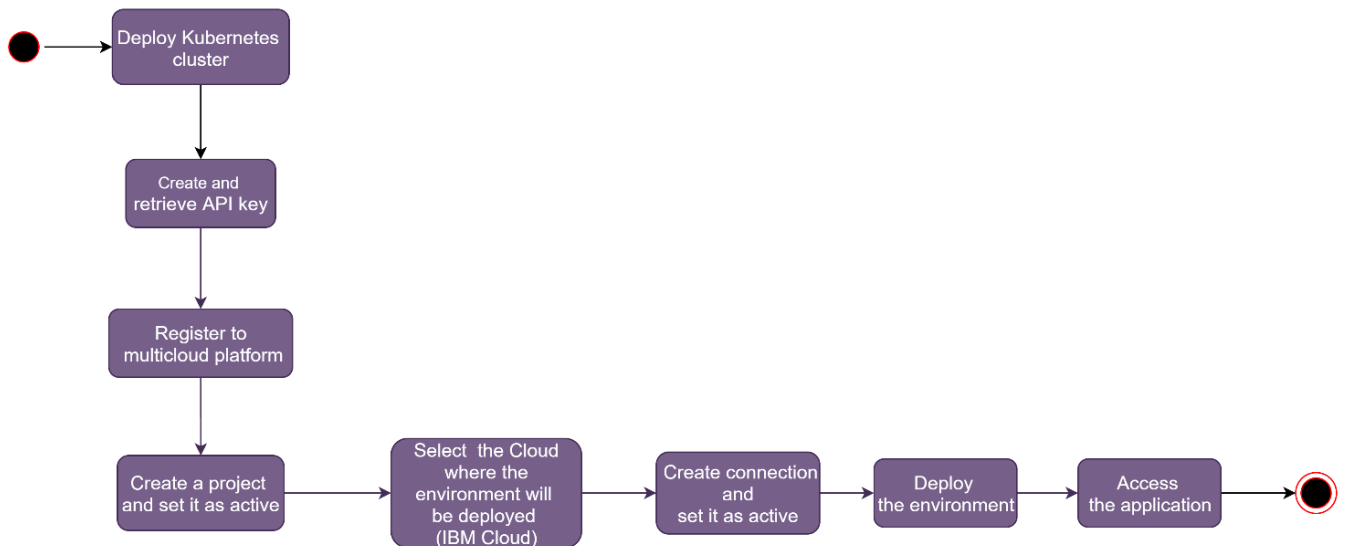 Deploy Kubernetes
cluster
Create and
retrieve API key
Register to
multicloud platform
Create a project
and set it as active
Select the Cloud
where the
environment will
be deployed
(IBM Cloud)
Create connection
and
set it as active
Deploy
the environment
Access
the application